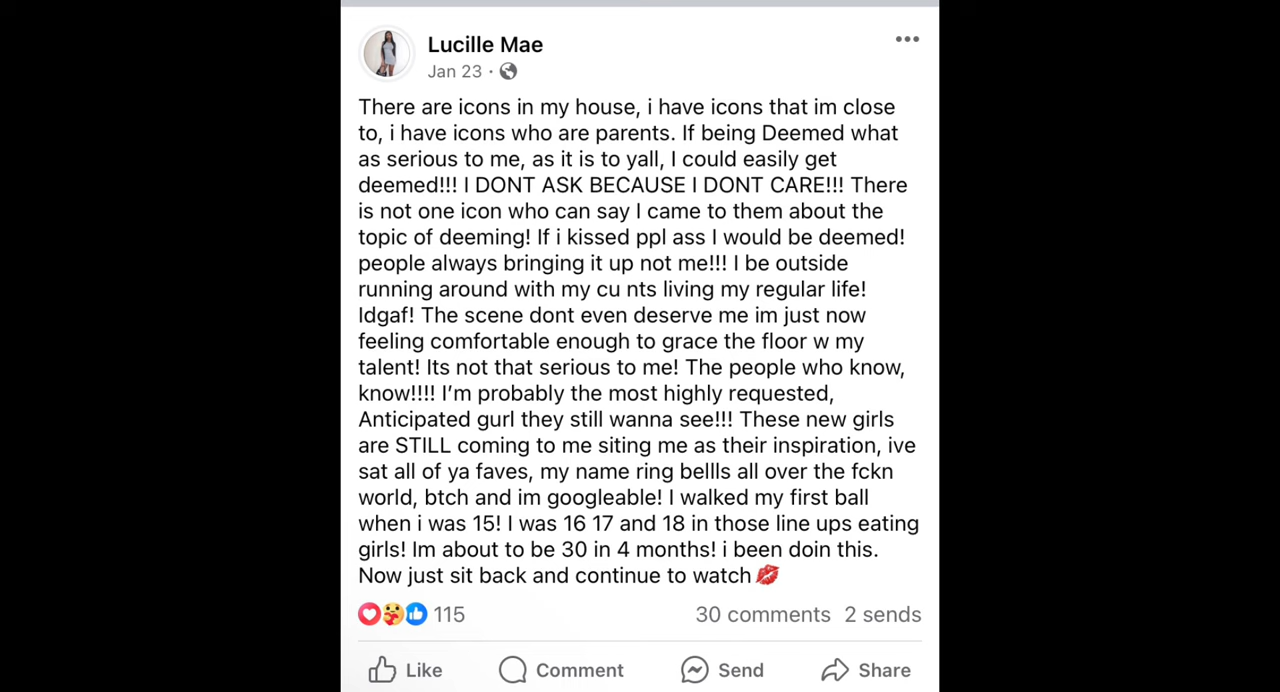 Lucille Mae
Jan 23 ·
There are icons in my house, i have icons that im close
to, i have icons who are parents. If being Deemed what
as serious to me, as it is to yall, I could easily get
deemed!!! I DONT ASK BECAUSE I DONT CARE!!! There
is not one icon who can say I came to them about the
topic of deeming! If i kissed ppl ass I would be deemed!
people always bringing it up not me!!! I be outside
running around with my cu nts living my regular life!
Idgaf! The scene dont even deserve me im just now
feeling comfortable enough to grace the floor w my
talent! Its not that serious to me! The people who know,
know!!!! I’m probably the most highly requested,
Anticipated gurl they still wanna see!!! These new girls
are STILL coming to me siting me as their inspiration, ive
sat all of ya faves, my name ring bellls all over the fckn
world, btch and im googleable! I walked my first ball
when i was 15! I was 16 17 and 18 in those line ups eating
girls! Im about to be 30 in 4 months! i been doin this.
Now just sit back and continue to watch💋
115 30 comments 2 sends
Like Comment Send Share